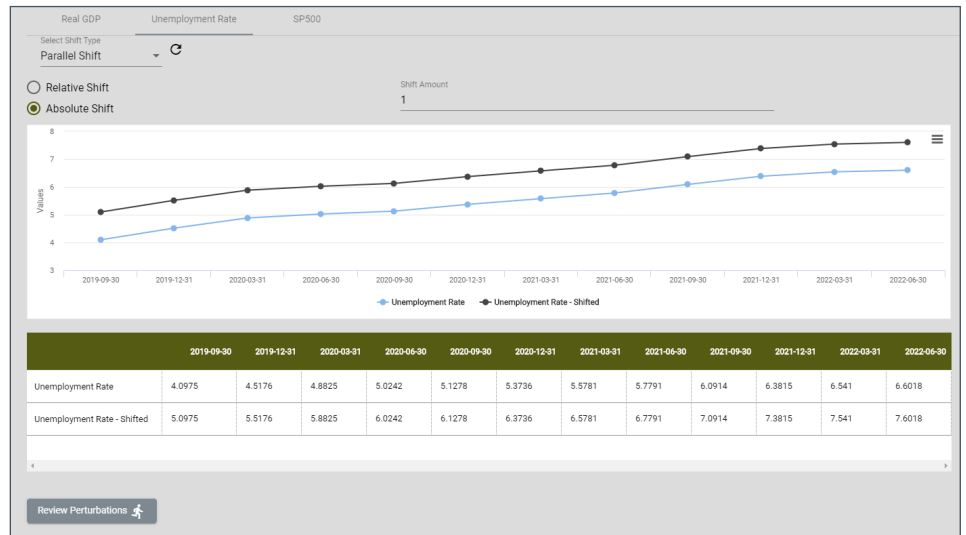 Real GDP Unemployment Rate SP500
Select Shift Type
Parallel Shift
Relative Shift
Absolute Shift
Shift Amount
1
8
7
6
5
4
3
Values
2019-09-30 2019-12-31 2020-03-31 2020-06-30 2020-09-30 2020-12-31 2021-03-31 2021-06-30 2021-09-30 2021-12-31 2022-03-31 2022-06-30
Unemployment Rate Unemployment Rate - Shifted
2019-09-30 2019-12-31 2020-03-31 2020-06-30 2020-09-30 2020-12-31 2021-03-31 2021-06-30 2021-09-30 2021-12-31 2022-03-31 2022-06-30
Unemployment Rate 4.0975 4.5176 4.8825 5.0242 5.1278 5.3736 5.5781 5.7791 6.0914 6.3815 6.541 6.6018
Unemployment Rate - Shifted 5.0975 5.5176 5.8825 6.0242 6.1278 6.3736 6.5781 6.7791 7.0914 7.3815 7.541 7.6018
Review Perturbations